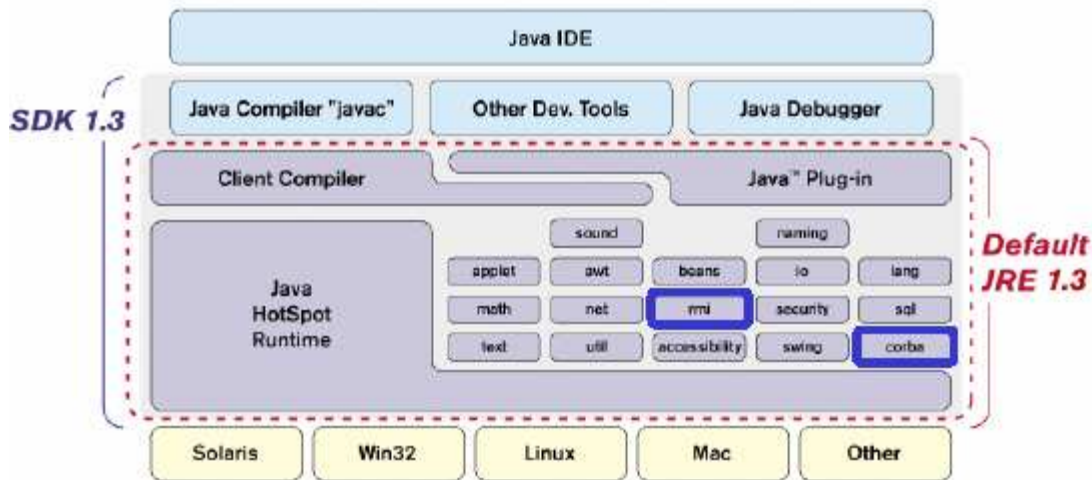 Java IDE
SDK 1.3
Java Compiler "javac"
Other Dev. Tools
Java Debugger
Client Compiler
Java™ Plug-in
Java
HotSpot
Runtime
sound
naming
applet
awt
beans
io
lang
math
net
rmi
security
sql
text
util
accessibility
swing
corba
Default
JRE 1.3
Solaris
Win32
Linux
Mac
Other